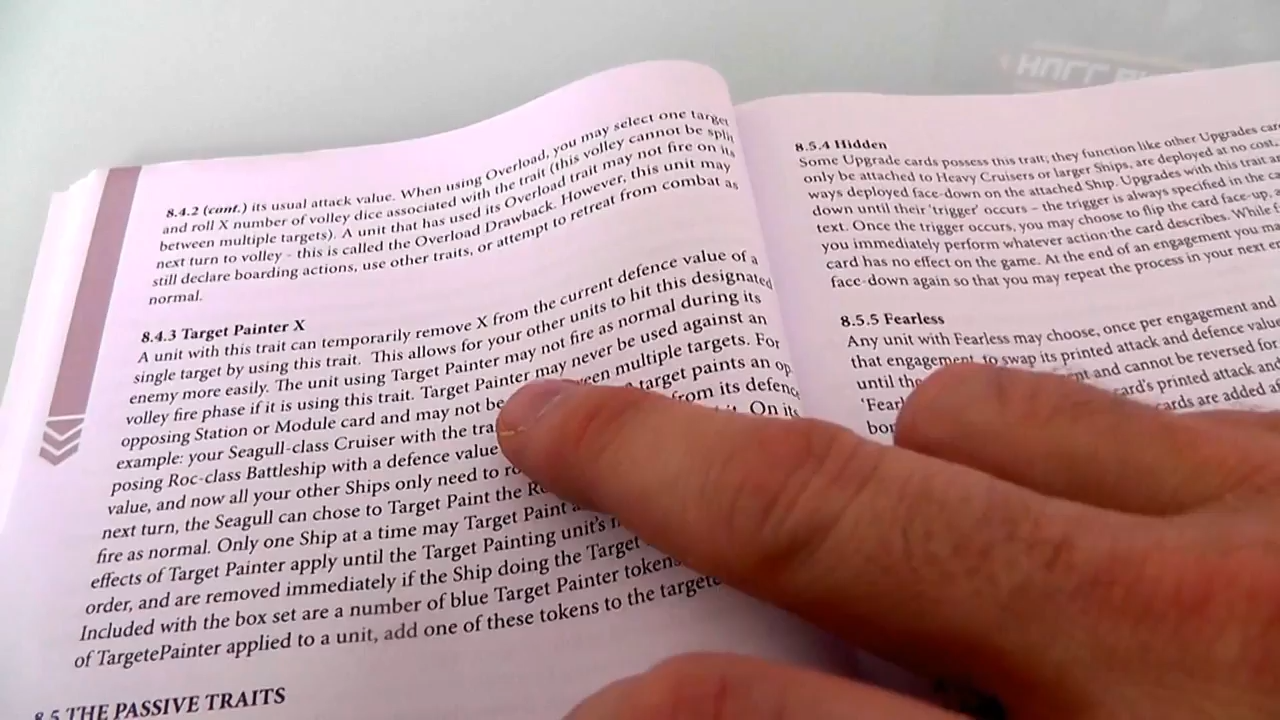 8.4.2 (cont.) its usual attack value. When using Overload, you may select one target
and roll X number of volley dice associated with the trait (this volley cannot be split
between multiple targets). A unit that has used its Overload trait may not fire on its
next turn to volley - this is called the Overload Drawback. However, this unit may
still declare boarding actions, use other traits, or attempt to retreat from combat as
normal.
8.4.3 Target Painter X
A unit with this trait can temporarily remove X from the current defence value of a
single target by using this trait. This allows for your other units to hit this designated
enemy more easily. The unit using Target Painter may not fire as normal during its
volley fire phase if it is using this trait. Target Painter may never be used against an
opposing Station or Module card and may not be multiple targets. For
example: your Seagull-class Cruiser with the target paints an op
posing Roc-class Battleship with a defence value from its defence
value, and now all your other Ships only need to On its
next turn, the Seagull can chose to Target Paint the
fire as normal. Only one Ship at a time may Target Paint
effects of Target Painter apply until the Target Painting unit's
order, and are removed immediately if the Ship doing the Target
Included with the box set are a number of blue Target Painter tokens
of TargetePainter applied to a unit, add one of these tokens to the
8.5 THE PASSIVE TRAITS
8.5.4 Hidden
Some Upgrade cards possess this trait; they function like other Upgrades
only be attached to Heavy Cruisers or larger Ships, are deployed at no cost,
ways deployed face-down on the attached Ship. Upgrades with this trait
down until their 'trigger' occurs – the trigger is always specified in the
text. Once the trigger occurs, you may choose to flip the card face-up,
you immediately perform whatever action the card describes. While
card has no effect on the game. At the end of an engagement you
face-down again so that you may repeat the process in your next
8.5.5 Fearless
Any unit with Fearless may choose, once per engagement and
that engagement, to swap its printed attack and defence
until the and cannot be reversed for
card's printed attack and
cards are added